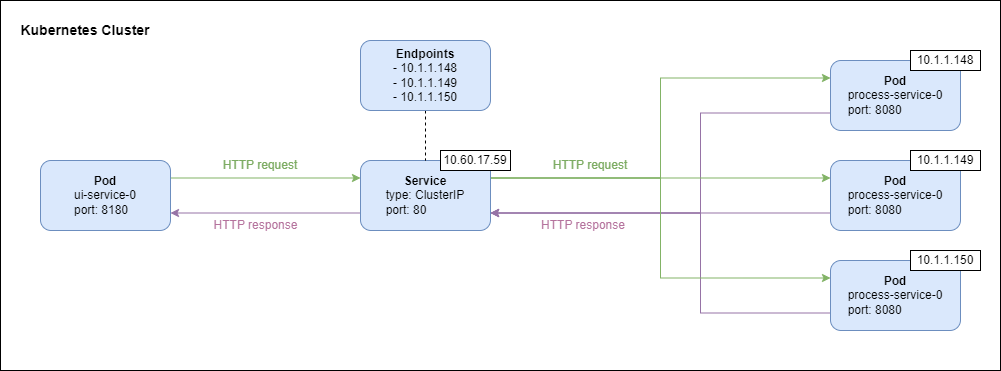 Kubernetes Cluster
Endpoints
- 10.1.1.148
- 10.1.1.149
- 10.1.1.150
Pod
ui-service-0
port: 8180
HTTP request
HTTP response
10.60.17.59
Service
type: ClusterIP
port: 80
HTTP request
HTTP response
10.1.1.148
Pod
process-service-0
port: 8080
10.1.1.149
Pod
process-service-0
port: 8080
10.1.1.150
Pod
process-service-0
port: 8080